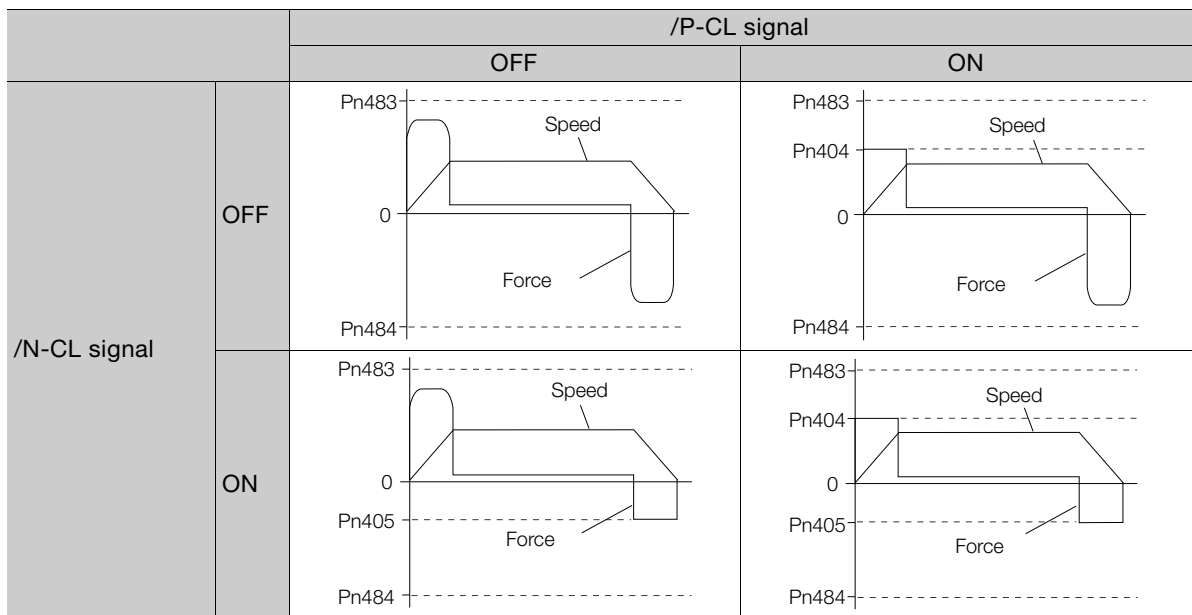 /P-CL signal
OFF
ON
/N-CL signal
OFF
Pn483
Speed
0
Force
Pn484
Pn483
Speed
Pn404
0
Force
Pn484
ON
Pn483
Speed
0
Pn405
Force
Pn484
Pn483
Speed
Pn404
0
Pn405
Force
Pn484